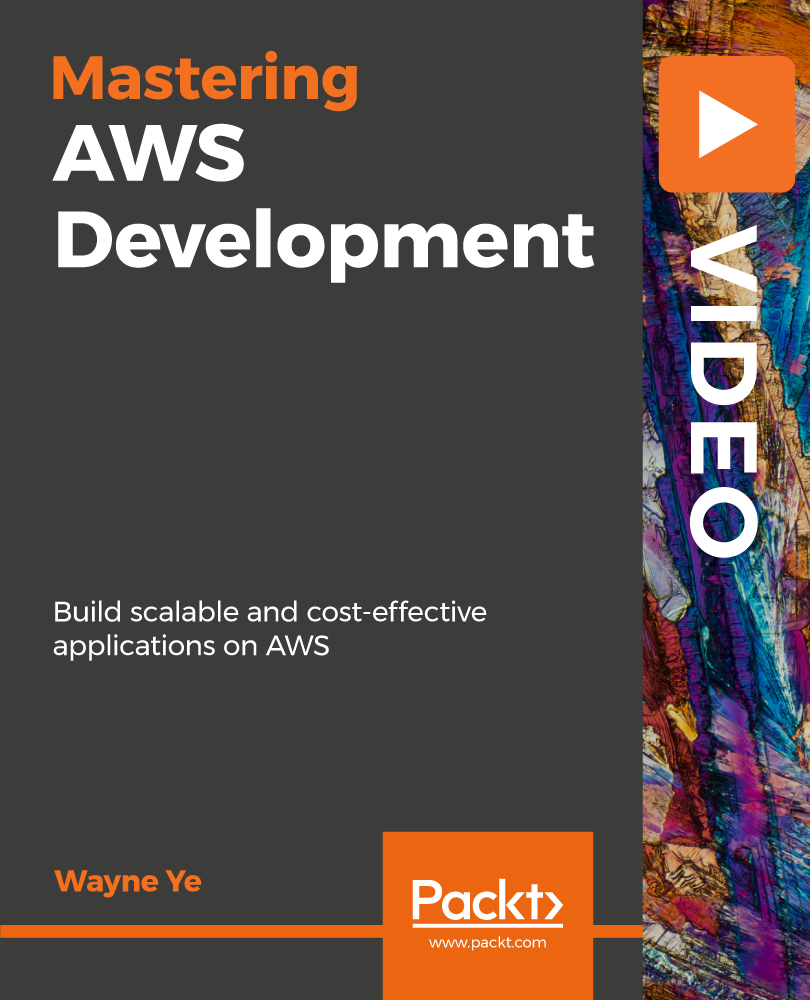 Mastering
AWS
Development
VIDEO
Build scalable and cost-effective
applications on AWS
Wayne Ye
Packt>
www.packt.com